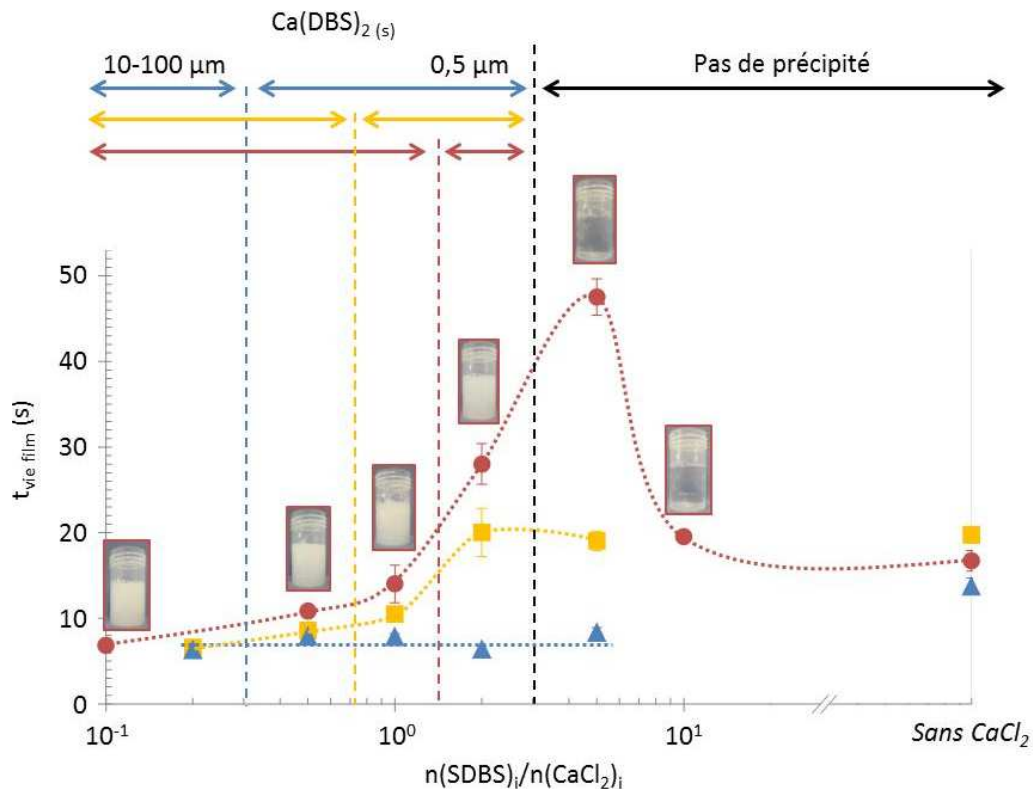 Ca(DBS)2 (s)
10-100 µm
0,5 µm
Pas de précipité
50
40
30
20
10
0
t vie film (s)
10-1
100
101
Sans CaCl2
n(SDBS)i/n(CaCl2)i